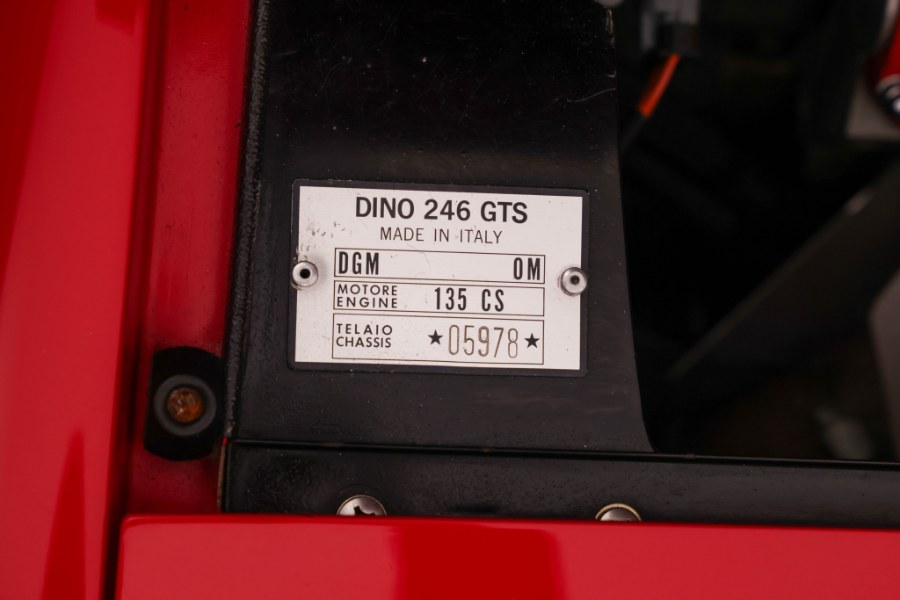 DINO 246 GTS
MADE IN ITALY
DGM OM
MOTORE
ENGINE 135 CS
TELAIO
CHASSIS ★05978★